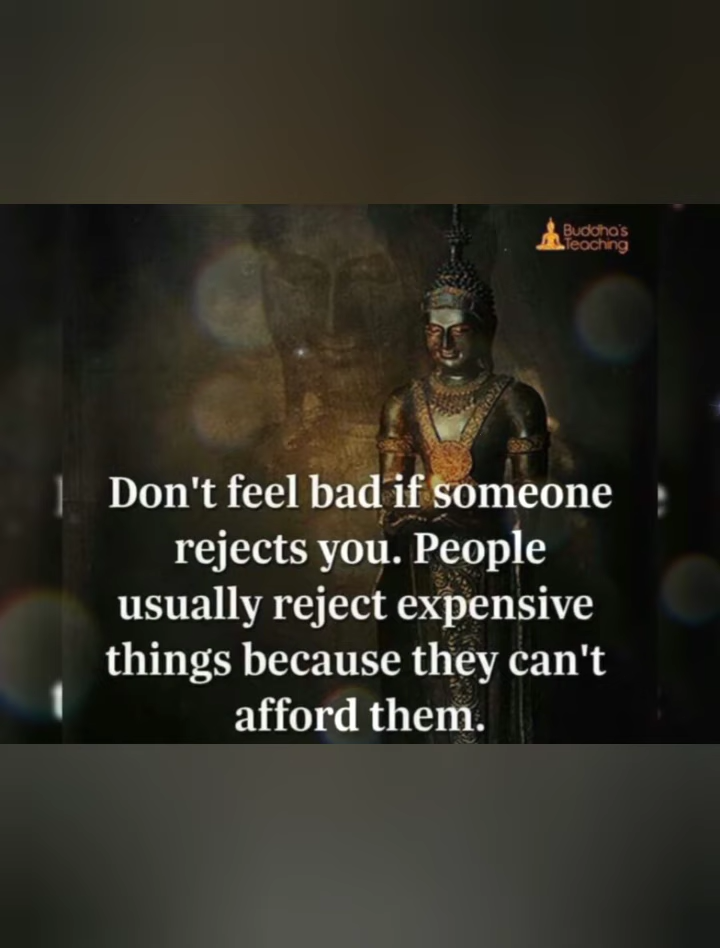 Buddha's
Teaching
Don't feel bad if someone
rejects you. People
usually reject expensive
things because they can't
afford them.